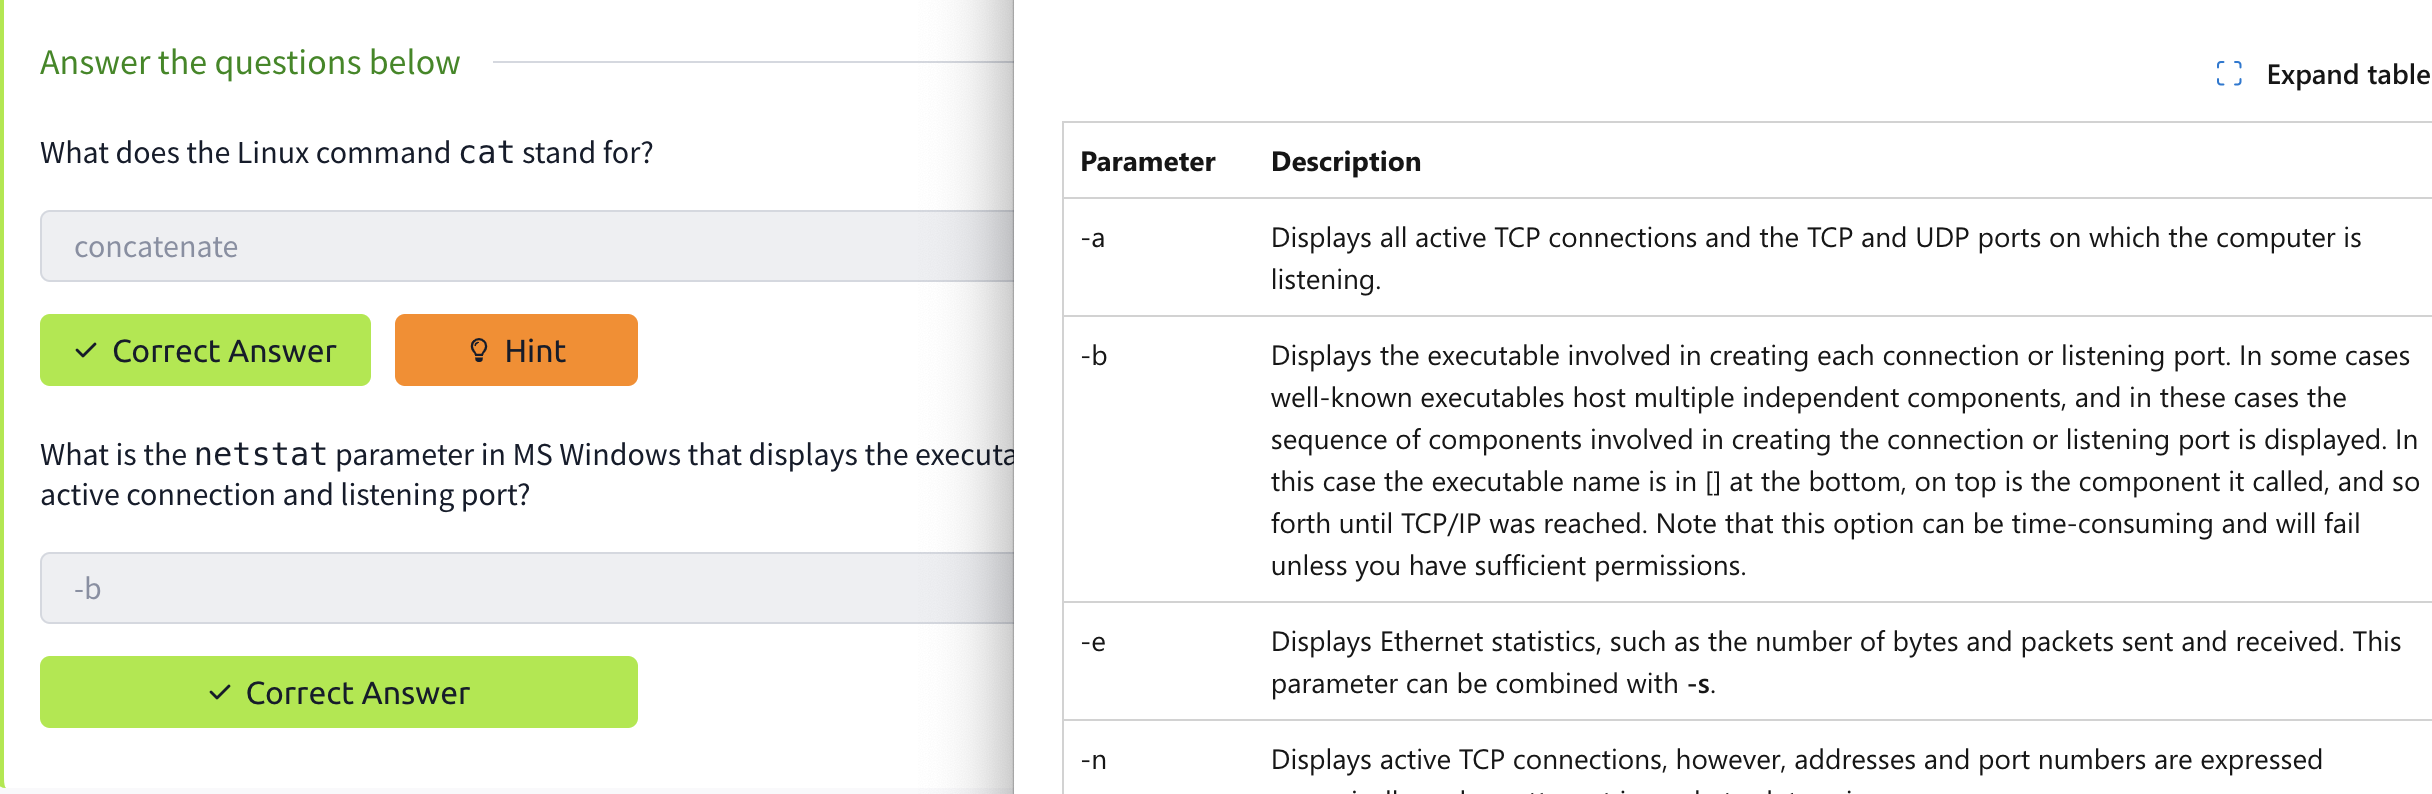 Answer the questions below
What does the Linux command cat stand for?
concatenate
Correct Answer
Hint
What is the netstat parameter in MS Windows that displays the executa
active connection and listening port?
-b
Correct Answer
Expand table
Parameter Description
-a Displays all active TCP connections and the TCP and UDP ports on which the computer is
listening.
-b Displays the executable involved in creating each connection or listening port. In some cases
well-known executables host multiple independent components, and in these cases the
sequence of components involved in creating the connection or listening port is displayed. In
this case the executable name is in [] at the bottom, on top is the component it called, and so
forth until TCP/IP was reached. Note that this option can be time-consuming and will fail
unless you have sufficient permissions.
-e Displays Ethernet statistics, such as the number of bytes and packets sent and received. This
parameter can be combined with -s.
-n Displays active TCP connections, however, addresses and port numbers are expressed